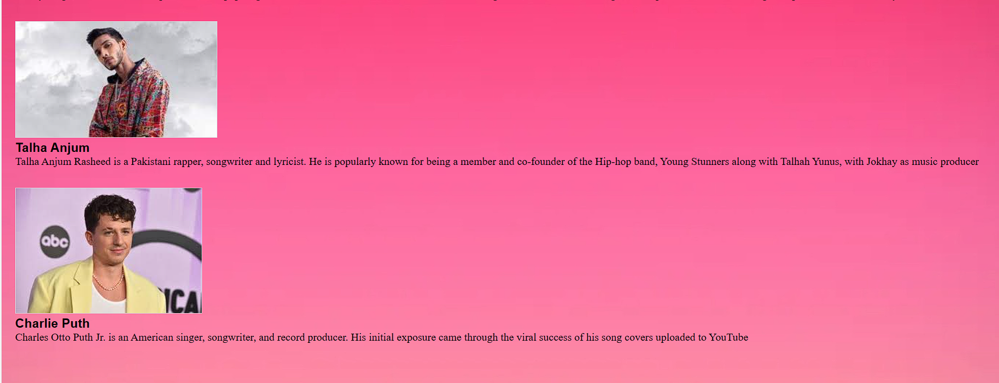 Talha Anjum
Talha Anjum Rasheed is a Pakistani rapper, songwriter and lyricist. He is popularly known for being a member and co-founder of the Hip-hop band, Young Stunners along with Talhah Yunus, with Jokhay as music producer
abc
ICA
Charlie Puth
Charles Otto Puth Jr. is an American singer, songwriter, and record producer. His initial exposure came through the viral success of his song covers uploaded to YouTube